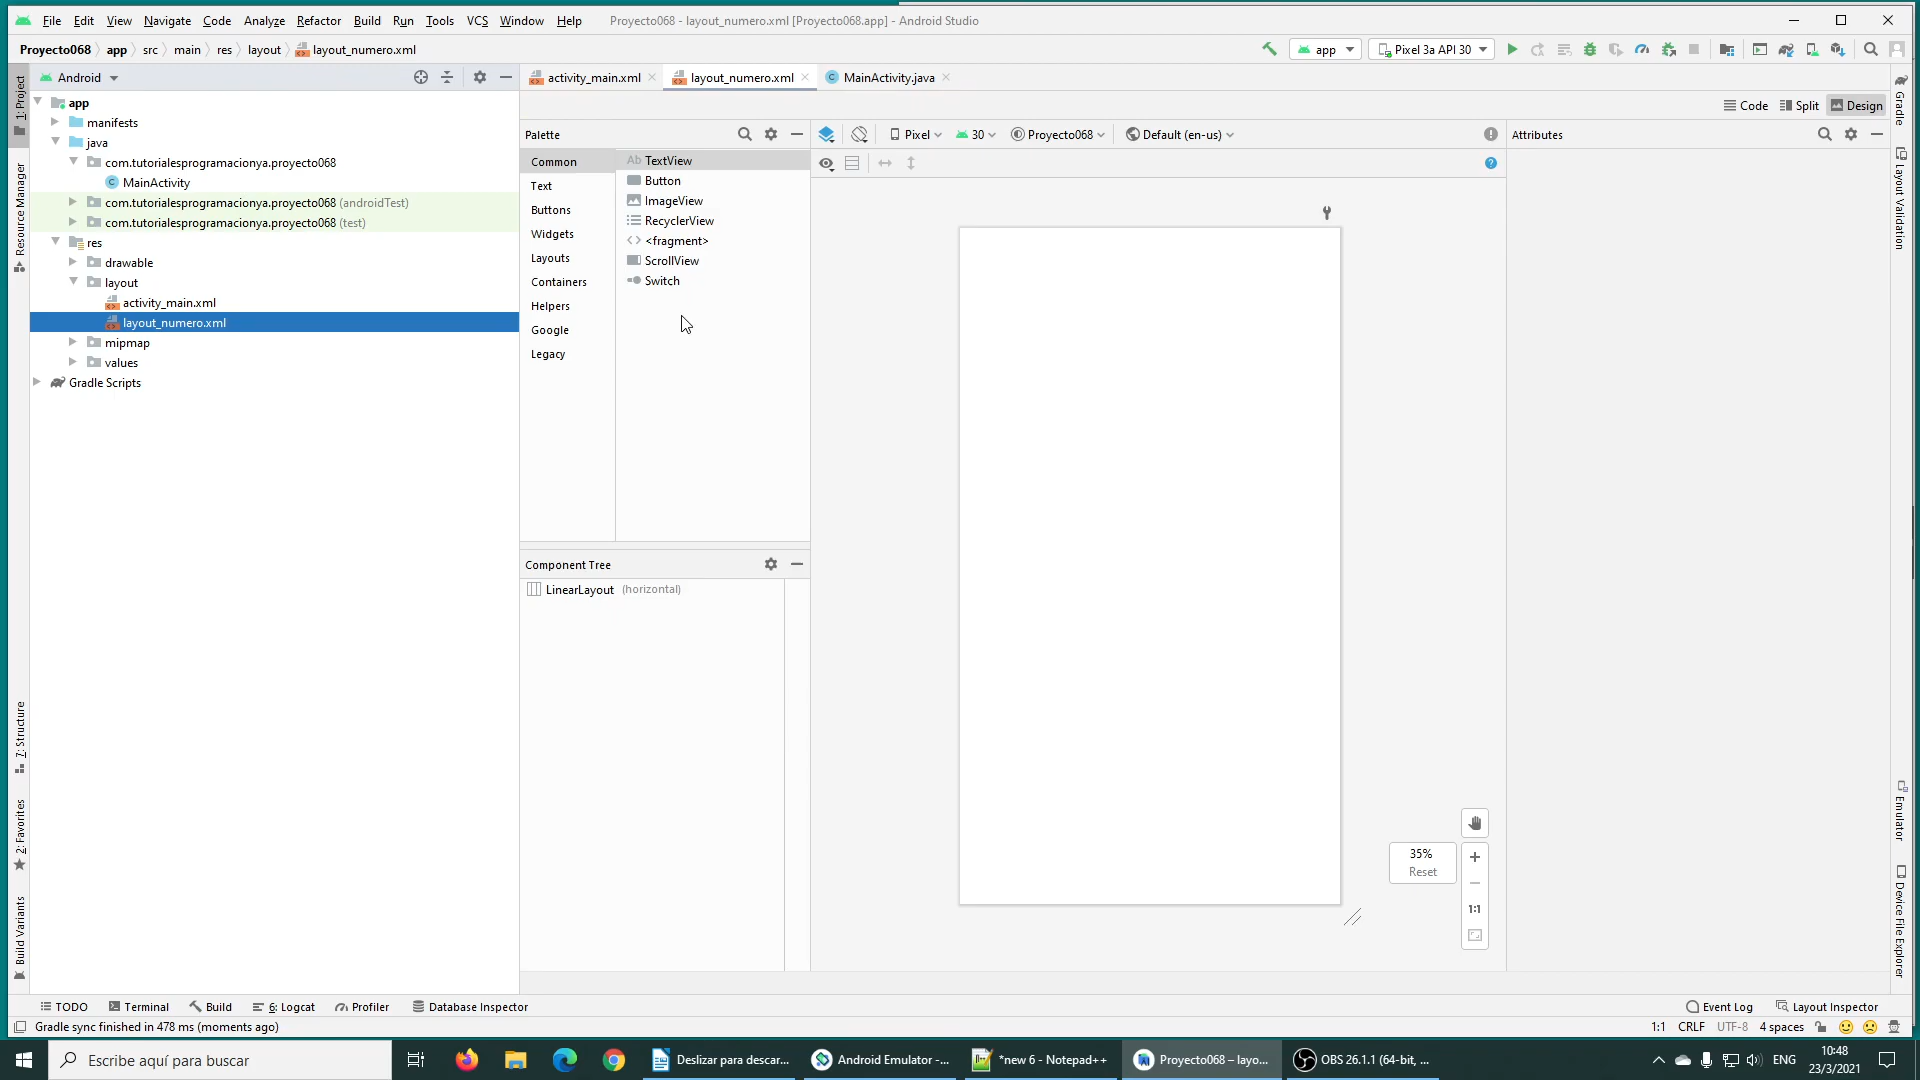 File Edit View Navigate Code Analyze Refactor Build Run Tools VCS Window Help Proyecto068 - layout_numero.xml [Proyecto068.app] - Android Studio
Proyecto068 app src main res layout layout_numero.xml app Pixel 3a API 30
Android activity_main.xml layout_numero.xml MainActivity.java
Code Split Design
1: Project
Resource Manager
7: Structure
2: Favorites
Build Variants
app
manifests
java
com.tutorialesprogramacionya.proyecto068
MainActivity
com.tutorialesprogramacionya.proyecto068 (androidTest)
com.tutorialesprogramacionya.proyecto068 (test)
res
drawable
layout
activity_main.xml
layout_numero.xml
mipmap
values
Gradle Scripts
Palette
Common
Text
Buttons
Widgets
Layouts
Containers
Helpers
Google
Legacy
Ab TextView
Button
ImageView
RecyclerView
<fragment>
ScrollView
Switch
Component Tree
LinearLayout (horizontal)
Pixel 30 Proyecto068 Default (en-us)
35%
Reset
1:1
Attributes
Gradle
Layout Validation
Emulator
Device File Explorer
TODO Terminal Build 6: Logcat Profiler Database Inspector Event Log Layout Inspector
Gradle sync finished in 478 ms (moments ago) 1:1 CRLF UTF-8 4 spaces
Escribe aquí para buscar Deslizar para descar... Android Emulator -... *new 6 - Notepad++ Proyecto068 – layo... OBS 26.1.1 (64-bit, ... ENG 10:48
23/3/2021